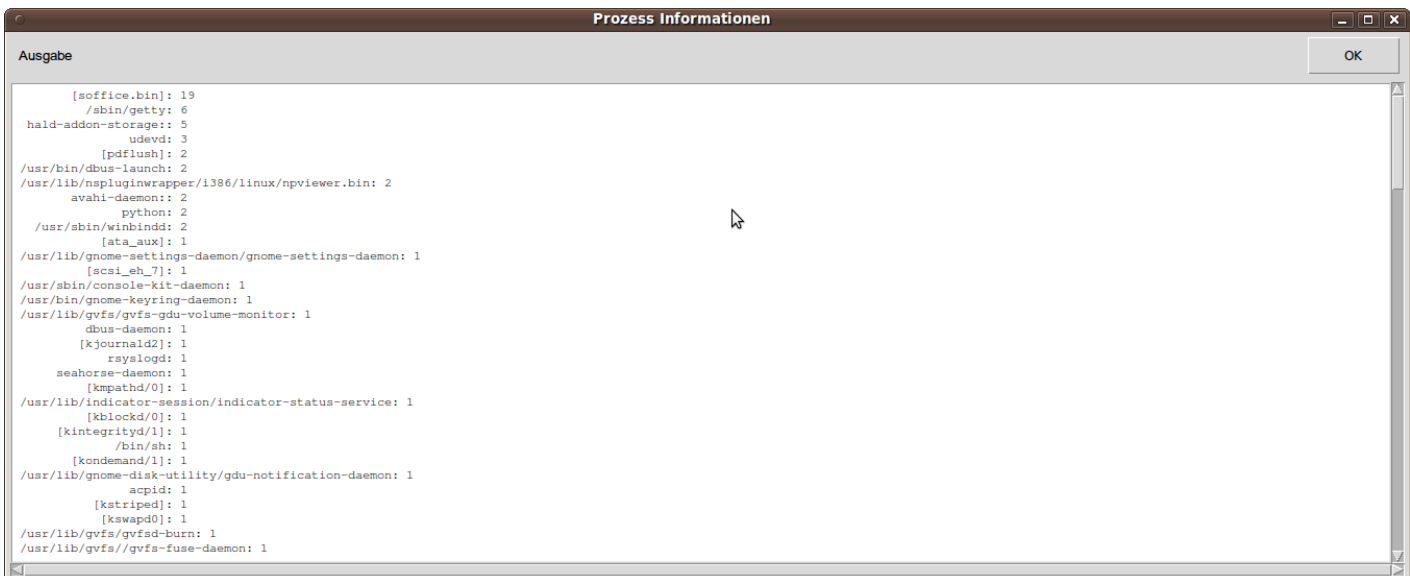 Prozess Informationen
Ausgabe
OK
[soffice.bin]: 19
/sbin/getty: 6
hald-addon-storage:: 5
udevd: 3
[pdflush]: 2
/usr/bin/dbus-launch: 2
/usr/lib/nspluginwrapper/i386/linux/npviewer.bin: 2
avahi-daemon:: 2
python: 2
/usr/sbin/winbindd: 2
[ata_aux]: 1
/usr/lib/gnome-settings-daemon/gnome-settings-daemon: 1
[scsi_eh_7]: 1
/usr/sbin/console-kit-daemon: 1
/usr/bin/gnome-keyring-daemon: 1
/usr/lib/gvfs/gvfs-gdu-volume-monitor: 1
dbus-daemon: 1
[kjournald2]: 1
rsyslogd: 1
seahorse-daemon: 1
[kmpathd/0]: 1
/usr/lib/indicator-session/indicator-status-service: 1
[kblockd/0]: 1
[kintegrityd/1]: 1
/bin/sh: 1
[kondemand/1]: 1
/usr/lib/gnome-disk-utility/gdu-notification-daemon: 1
acpid: 1
[kstriped]: 1
[kswapd0]: 1
/usr/lib/gvfs/gvfsd-burn: 1
/usr/lib/gvfs//gvfs-fuse-daemon: 1